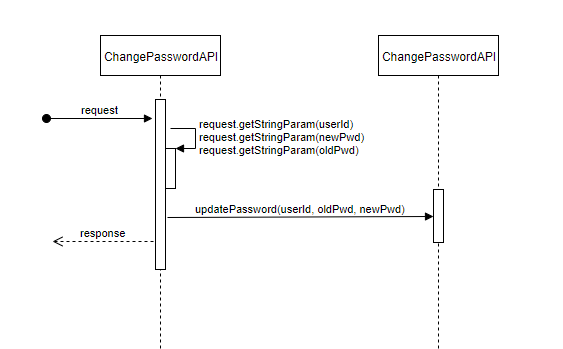 ChangePasswordAPI
ChangePasswordAPI
request
request.getStringParam(userId)
request.getStringParam(newPwd)
request.getStringParam(oldPwd)
updatePassword(userId, oldPwd, newPwd)
response